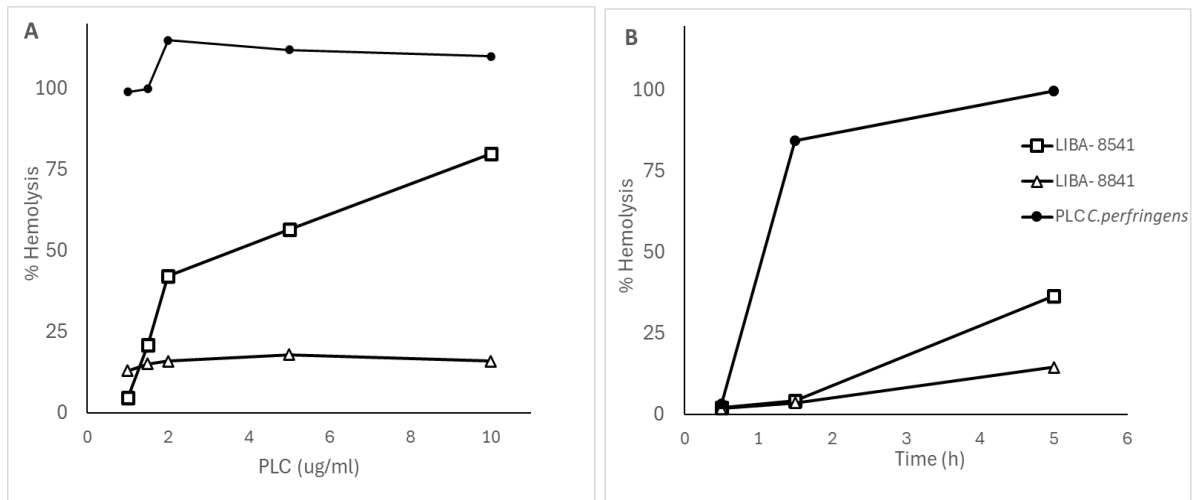 A
100
75
50
25
0
% Hemolysis
0 2 4 6 8 10
PLC (ug/ml)
B
100
75
50
25
0
% Hemolysis
0 1 2 3 4 5 6
Time (h)
LIBA- 8541
LIBA- 8841
PLC C.perfringens